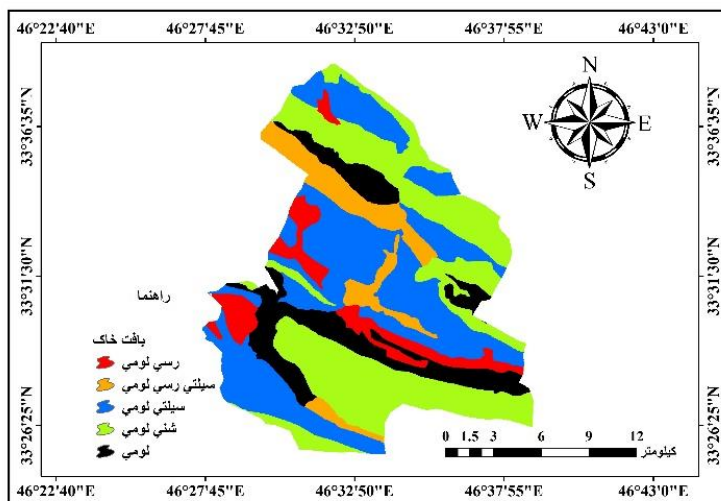 46°22'40"E 46°27'45"E 46°32'50"E 46°37'55"E 46°43'0"E
N
W E
S
33°36'35"N 33°36'35"N
33°31'30"N 33°31'30"N
33°26'25"N 33°26'25"N
راهنما
بافت خاک
رسي لومي
سيلتي رسي لومي
سيلتي لومي
شني لومي
لومي
0 1.5 3 6 9 12
کيلومتر
46°22'40"E 46°27'45"E 46°32'50"E 46°37'55"E 46°43'0"E